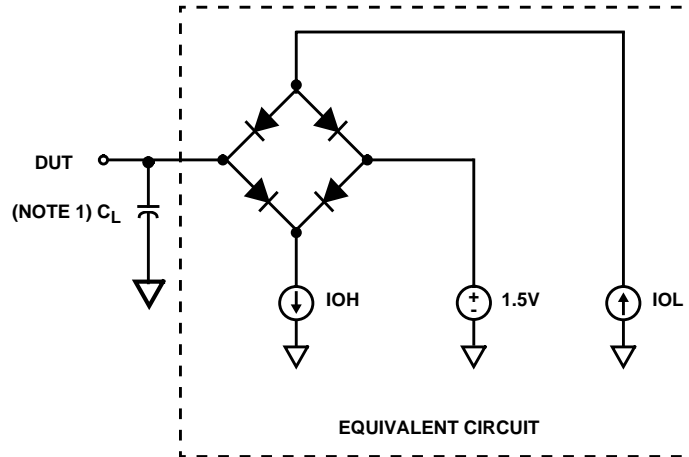 DUT
(NOTE 1) CL
IOH
+
-
1.5V
IOL
EQUIVALENT CIRCUIT